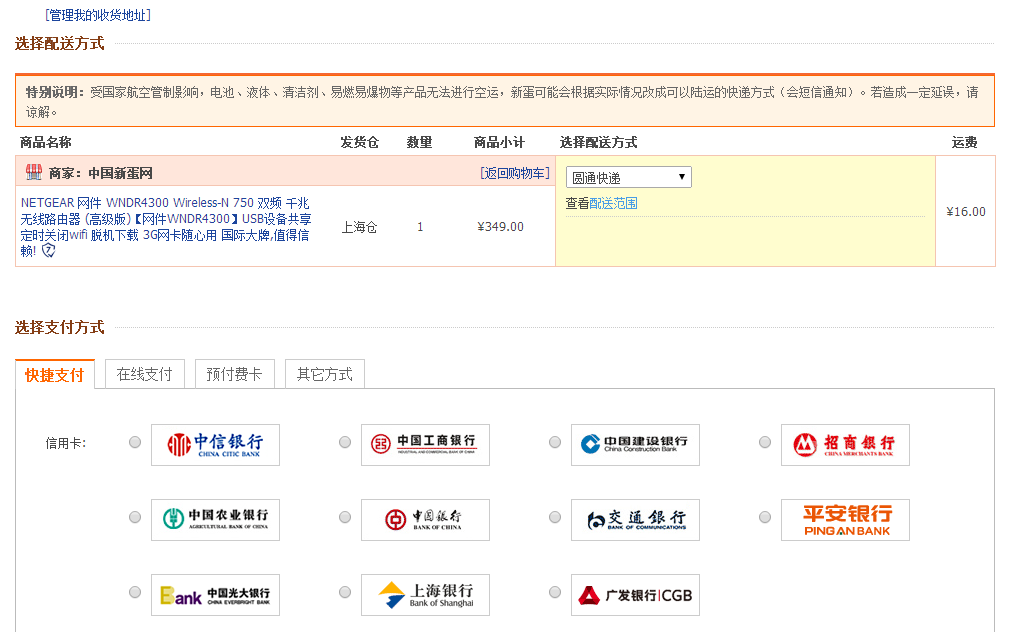 [管理我的收货地址]
选择配送方式
特别说明：受国家航空管制影响，电池、液体、清洁剂、易燃易爆物等产品无法进行空运，新蛋可能会根据实际情况改成可以陆运的快递方式（会短信通知）。若造成一定延误，请
谅解。
商品名称 发货仓 数量 商品小计 选择配送方式 运费
商家：中国新蛋网 [返回购物车]
圆通快递
查看配送范围
NETGEAR 网件 WNDR4300 Wireless-N 750 双频 千兆
无线路由器 (高级版)【网件WNDR4300】USB设备共享
定时关闭wifi 脱机下载 3G网卡随心用 国际大牌,值得信
赖!
上海仓 1 ¥349.00 ¥16.00
选择支付方式
快捷支付 在线支付 预付费卡 其它方式
信用卡:
中信银行
CHINA CITIC BANK
中国工商银行
INDUSTRIAL AND COMMERCIAL BANK OF CHINA
中国建设银行
China Construction Bank
招商银行
CHINA MERCHANTS BANK
中国农业银行
AGRICULTURAL BANK OF CHINA
中国银行
BANK OF CHINA
交通银行
BANK OF COMMUNICATIONS
平安银行
PINGAN BANK
Bank 中国光大银行
CHINA EVERBRIGHT BANK
上海银行
Bank of Shanghai
广发银行|CGB